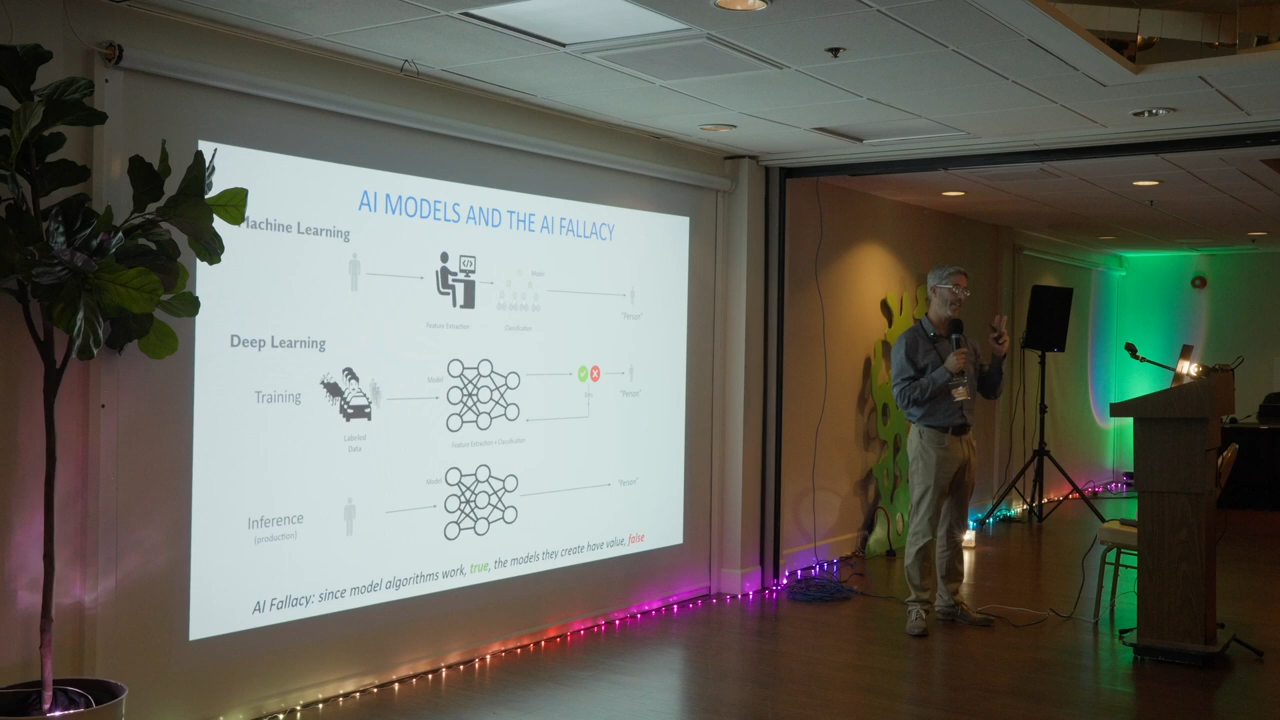 AI MODELS AND THE AI FALLACY
Machine Learning
Model
Feature Extraction
Classification
"Person"
Deep Learning
Training
Labeled
Data
Model
Feature Extraction + Classification
"Person"
Inference
(production)
Model
"Person"
AI Fallacy: since model algorithms work, true, the models they create have value, false